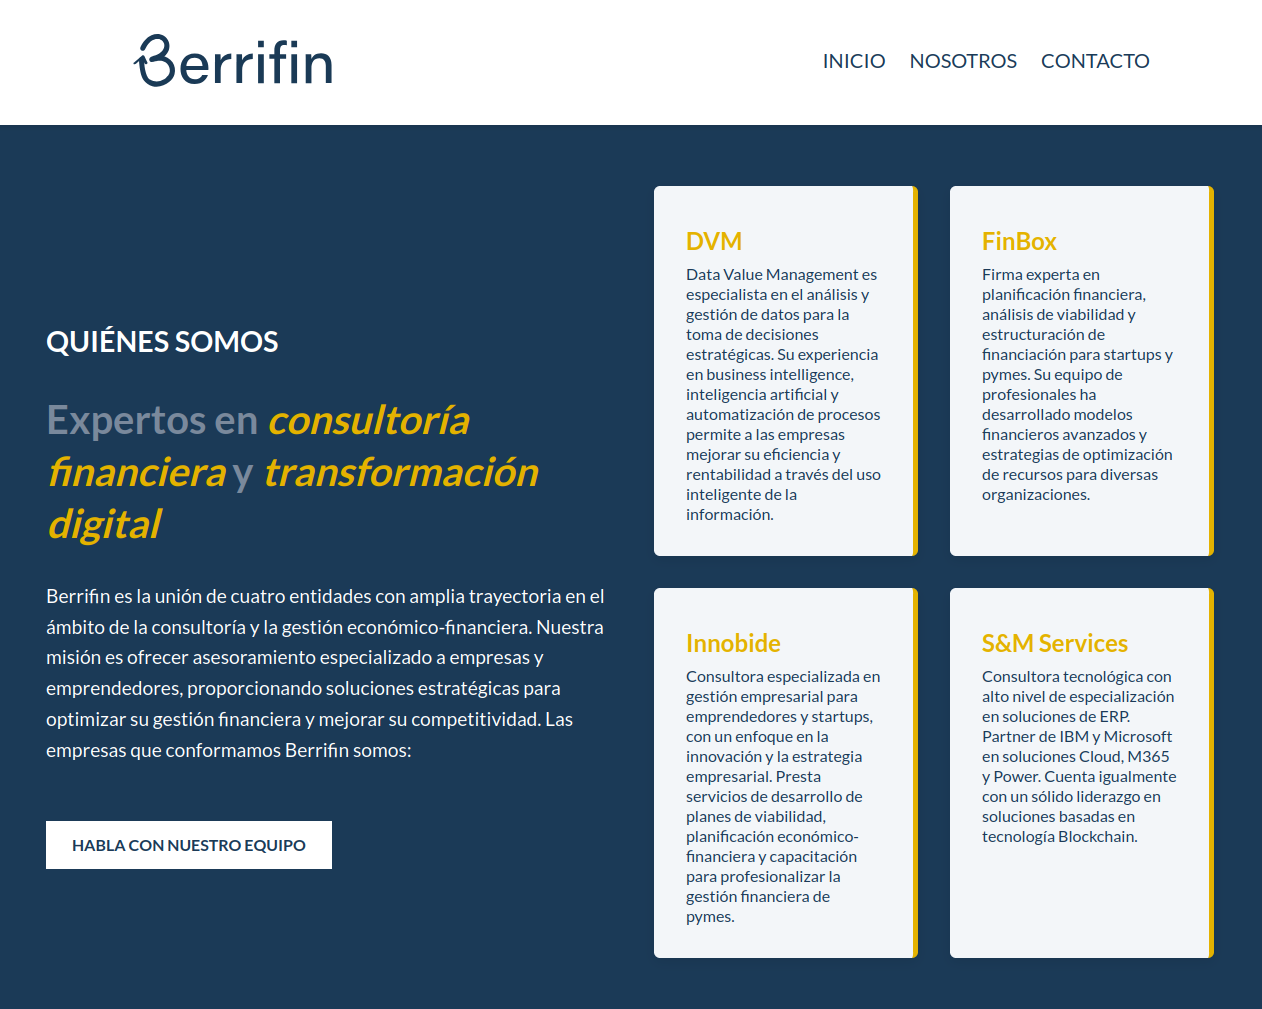 Berrifin
INICIO NOSOTROS CONTACTO
QUIÉNES SOMOS
Expertos en consultoría
financiera y transformación
digital
Berrifin es la unión de cuatro entidades con amplia trayectoria en el
ámbito de la consultoría y la gestión económico-financiera. Nuestra
misión es ofrecer asesoramiento especializado a empresas y
emprendedores, proporcionando soluciones estratégicas para
optimizar su gestión financiera y mejorar su competitividad. Las
empresas que conformamos Berrifin somos:
HABLA CON NUESTRO EQUIPO
DVM
Data Value Management es
especialista en el análisis y
gestión de datos para la
toma de decisiones
estratégicas. Su experiencia
en business intelligence,
inteligencia artificial y
automatización de procesos
permite a las empresas
mejorar su eficiencia y
rentabilidad a través del uso
inteligente de la
información.
FinBox
Firma experta en
planificación financiera,
análisis de viabilidad y
estructuración de
financiación para startups y
pymes. Su equipo de
profesionales ha
desarrollado modelos
financieros avanzados y
estrategias de optimización
de recursos para diversas
organizaciones.
Innobide
Consultora especializada en
gestión empresarial para
emprendedores y startups,
con un enfoque en la
innovación y la estrategia
empresarial. Presta
servicios de desarrollo de
planes de viabilidad,
planificación económico-
financiera y capacitación
para profesionalizar la
gestión financiera de
pymes.
S&M Services
Consultora tecnológica con
alto nivel de especialización
en soluciones de ERP.
Partner de IBM y Microsoft
en soluciones Cloud, M365
y Power. Cuenta igualmente
con un sólido liderazgo en
soluciones basadas en
tecnología Blockchain.